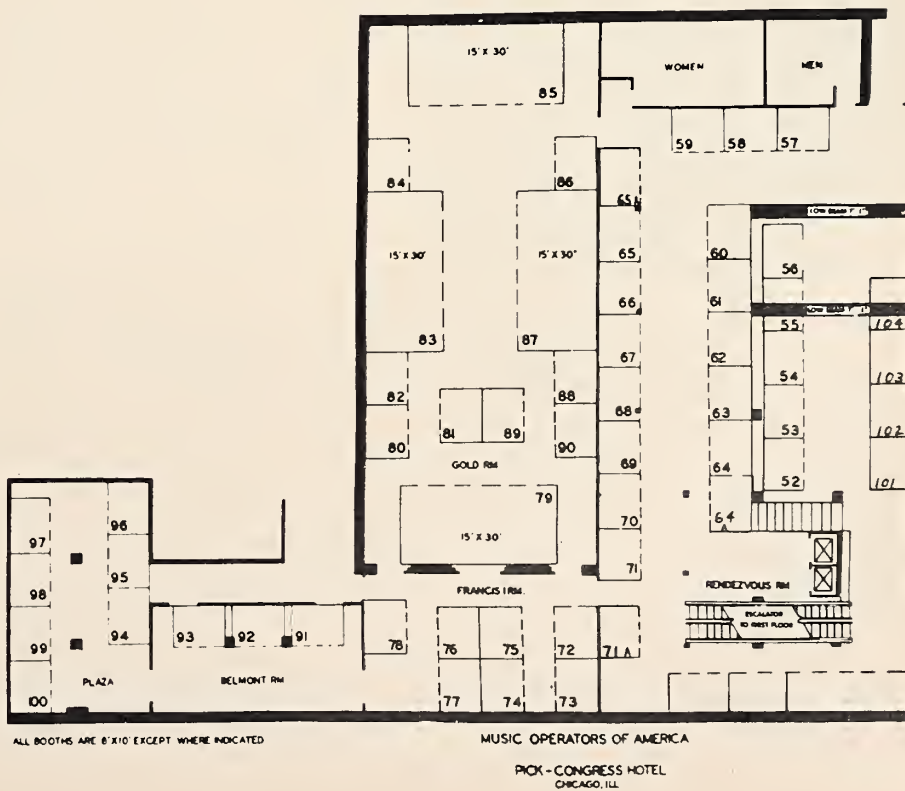 15' X 30'
85
WOMEN
MEN
59
58
57
84
86
65A
15' X 30'
15' X 30"
83
87
65
66
67
68
69
70
71
60
61
62
63
64
64
A
56
55
54
53
52
104
103
102
101
82
80
81
89
88
90
GOLD RM.
79
15' X 30'
FRANCIS I RM.
RENDEZVOUS RM
ESCALATOR
TO FIRST FLOOR
97
98
99
100
96
95
94
93
92
91
78
76
75
77
74
72
73
71A
PLAZA
BELMONT RM
ALL BOOTHS ARE 8'X10' EXCEPT WHERE INDICATED
MUSIC OPERATORS OF AMERICA
PICK-CONGRESS HOTEL
CHICAGO, ILL